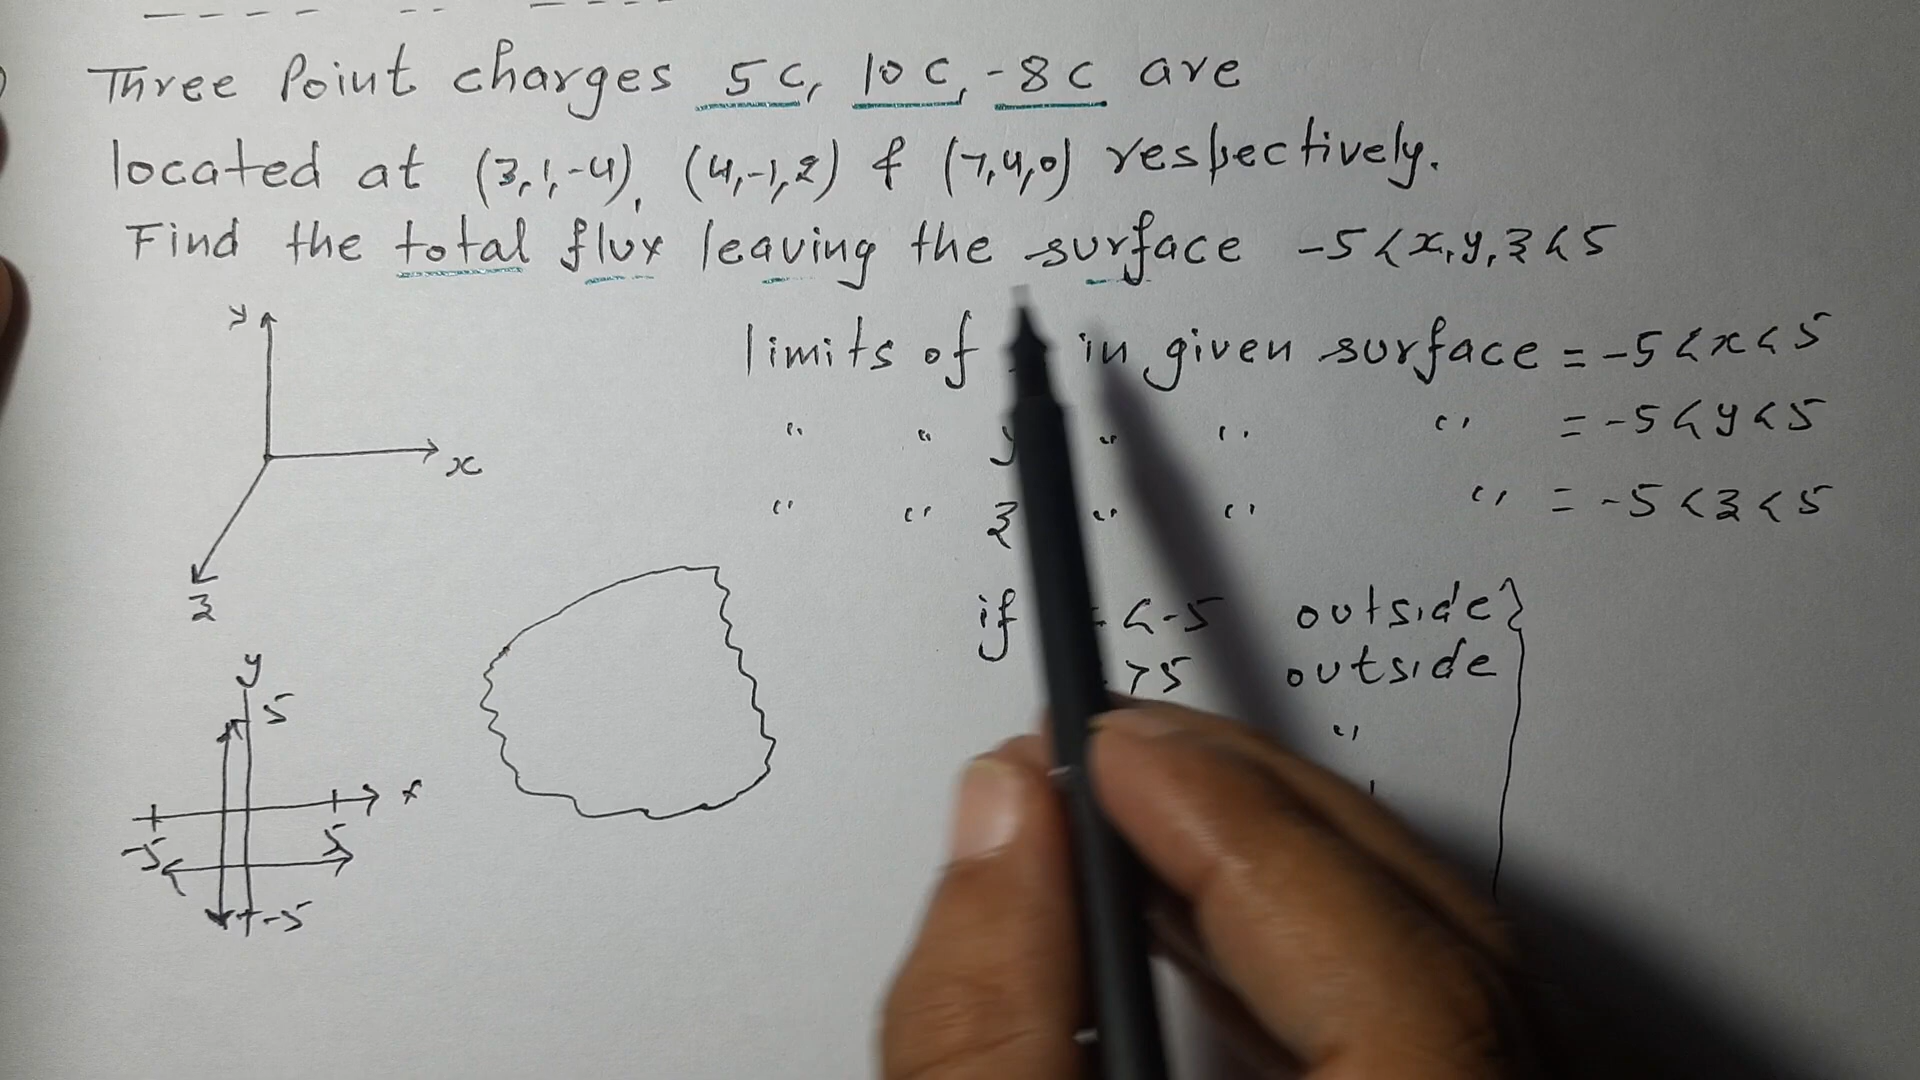 Three Point charges 5C, 10C, -8C are
located at (3,1,-4), (4,-1,2) & (7,4,0) respectively.
Find the total flux leaving the surface -5<x,y,z<5
limits of in given surface = -5<x<5
" " y " " " = -5<y<5
" " z " " " = -5<z<5
if <-5 outside}
>5 outside
"
y
x
z
y
5
x
-5
5
-5